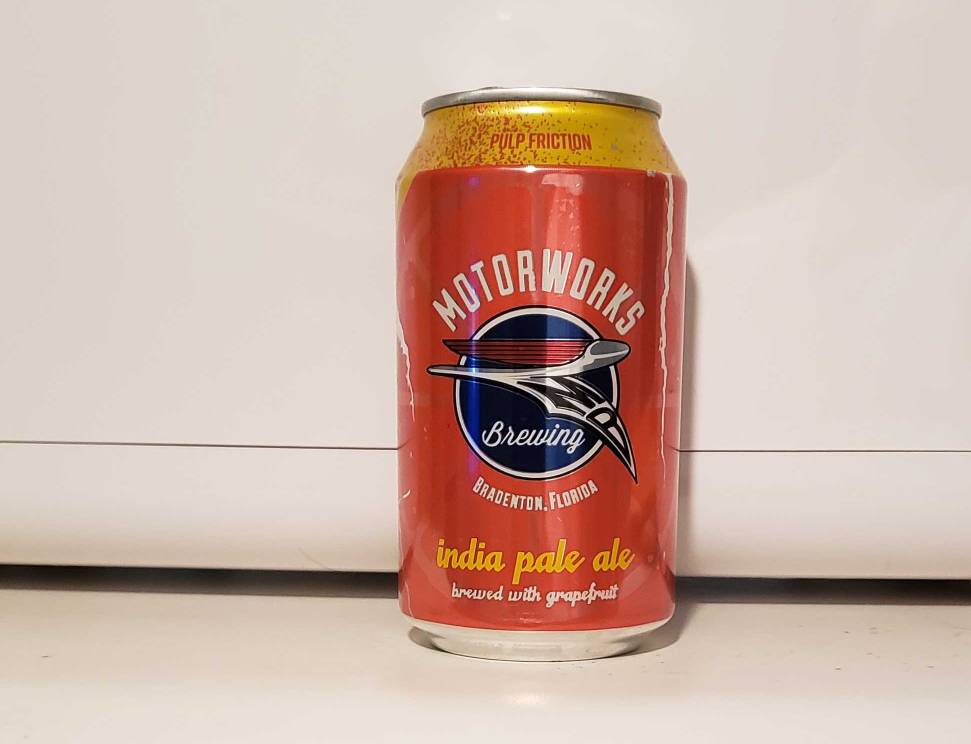 PULP FRICTION
MOTORWORKS
Brewing
BRADENTON, FLORIDA
india pale ale
brewed with grapefruit